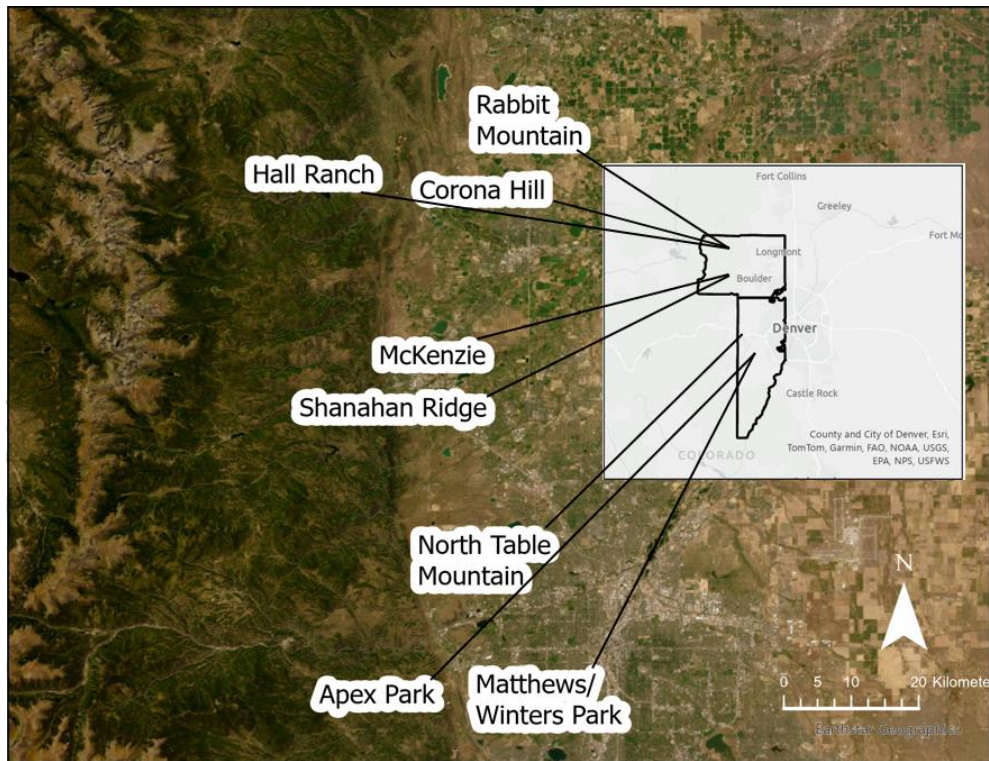 Rabbit
Mountain
Hall Ranch
Corona Hill
Fort Collins
Greeley
Fort Mo
Longmont
Boulder
McKenzie
Denver
Shanahan Ridge
Castle Rock
County and City of Denver, Esri,
TomTom, Garmin, FAO, NOAA, USGS,
EPA, NPS, USFWS
COLORADO
North Table
Mountain
N
Apex Park
Matthews/
Winters Park
0 5 10 20 Kilomete
Earthstar Geographics